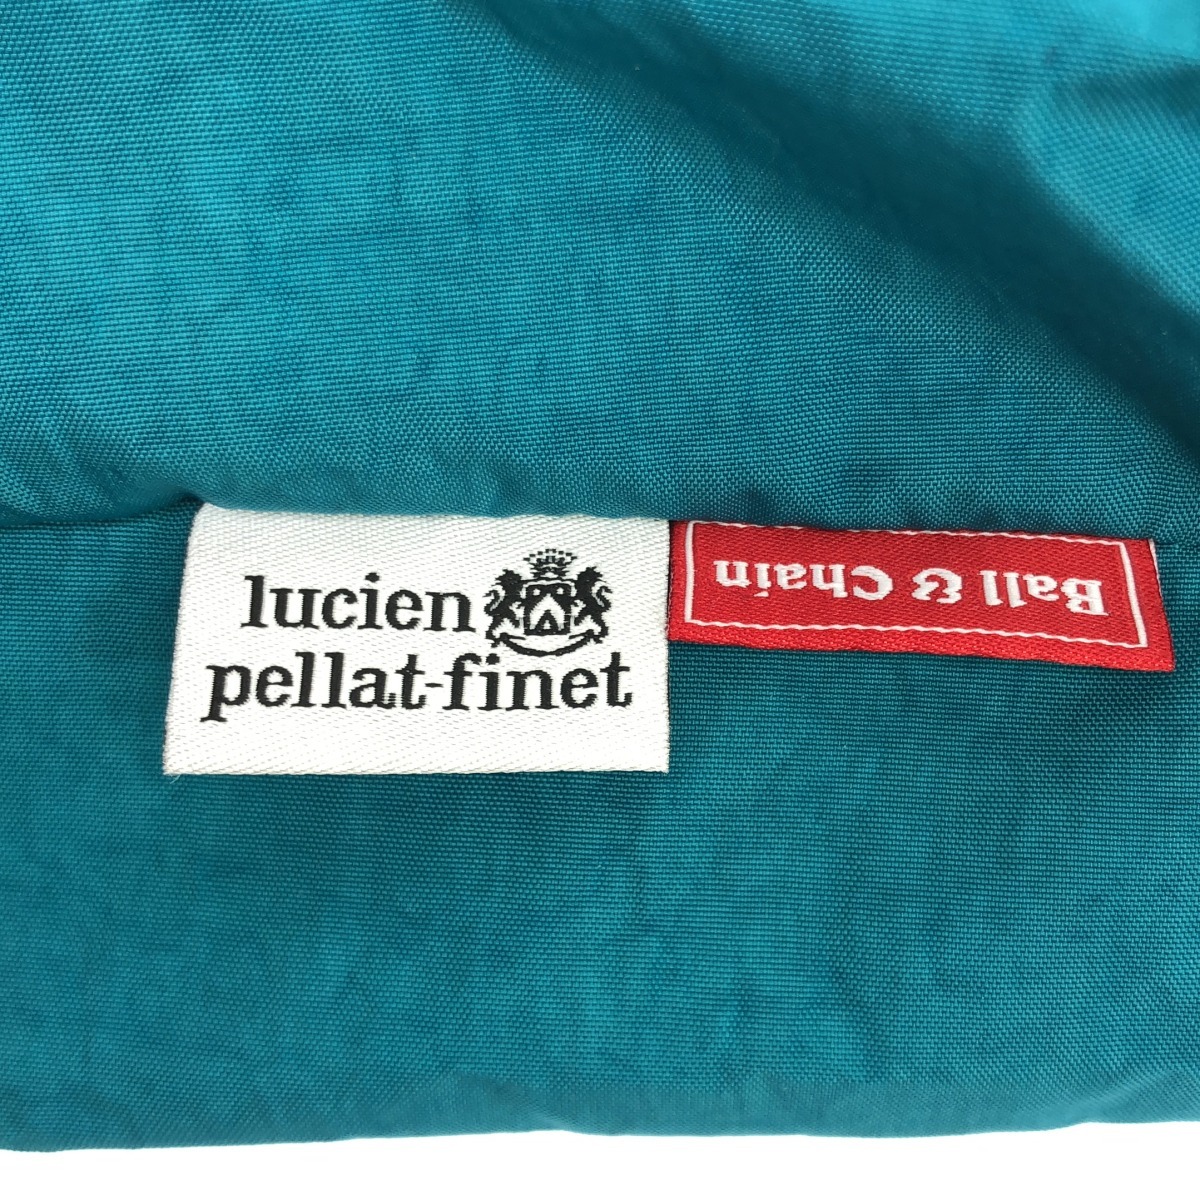 lucien
pellat-finet
Ball & Chain